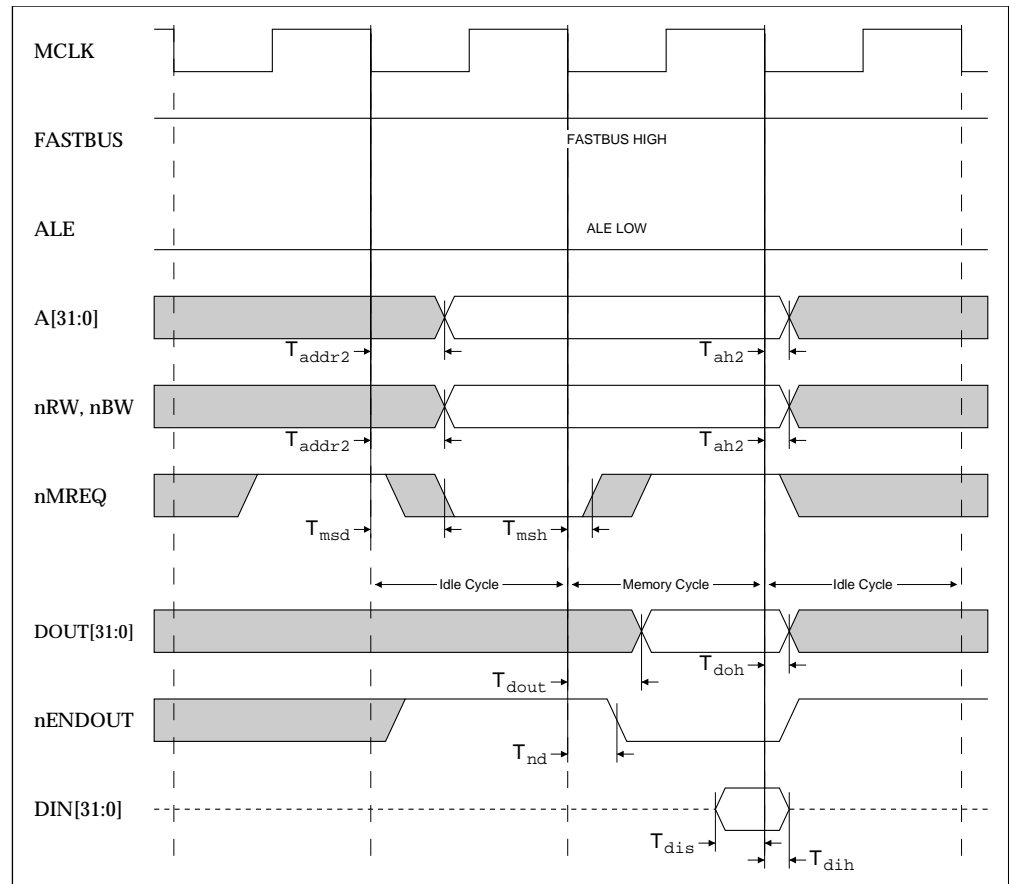 MCLK
FASTBUS
FASTBUS HIGH
ALE
ALE LOW
A[31:0]
Taddr2
Tah2
nRW, nBW
Taddr2
Tah2
nMREQ
Tmsd
Tmsh
Idle Cycle
Memory Cycle
Idle Cycle
DOUT[31:0]
Tdoh
Tdout
nENDOUT
Tnd
DIN[31:0]
Tdis
Tdih